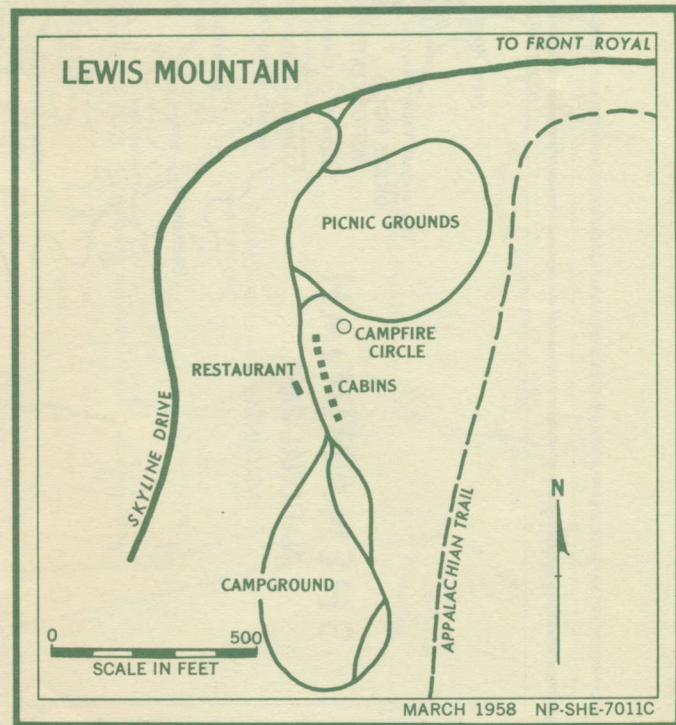 TO FRONT ROYAL
LEWIS MOUNTAIN
PICNIC GROUNDS
CAMPFIRE
CIRCLE
RESTAURANT
CABINS
SKYLINE DRIVE
APPALACHIAN TRAIL
N
CAMPGROUND
0 500
SCALE IN FEET
MARCH 1958 NP-SHE-7011C